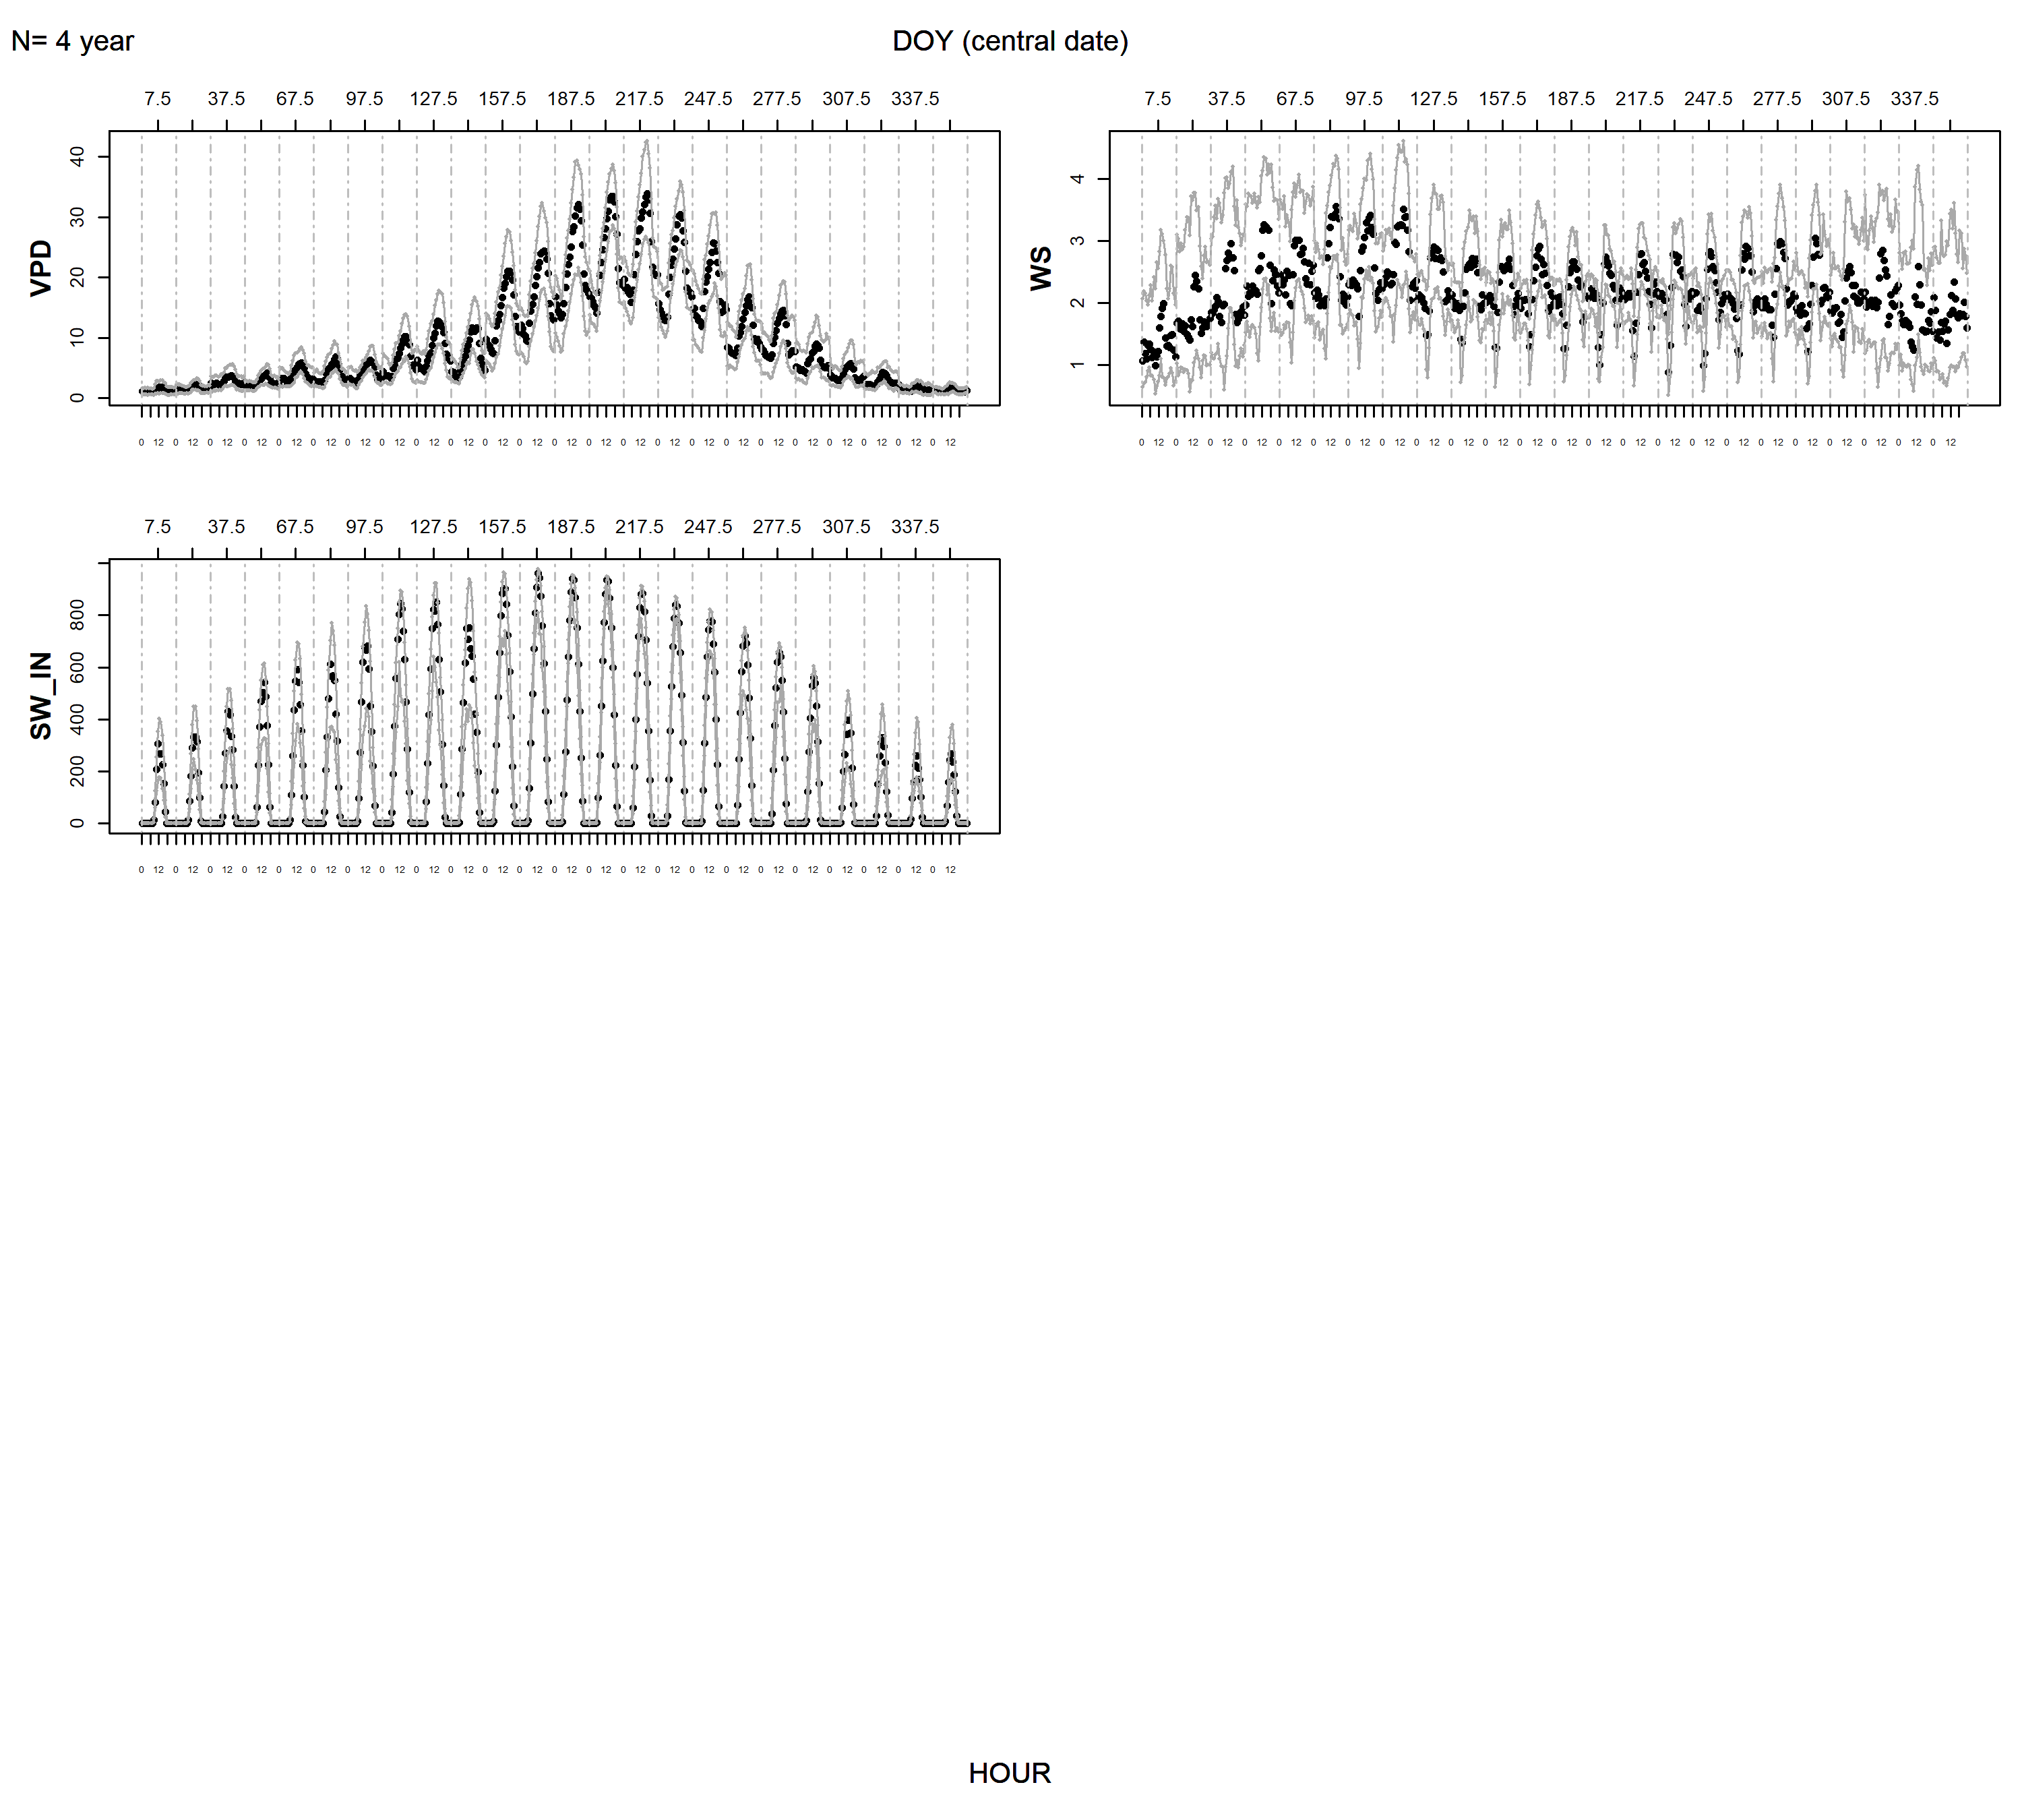 N= 4 year
DOY (central date)
7.5 37.5 67.5 97.5 127.5 157.5 187.5 217.5 247.5 277.5 307.5 337.5
VPD
40
30
20
10
0
0 12 0 12 0 12 0 12 0 12 0 12 0 12 0 12 0 12 0 12 0 12 0 12 0 12 0 12 0 12 0 12 0 12 0 12 0 12 0 12 0 12 0 12 0 12 0 12
7.5 37.5 67.5 97.5 127.5 157.5 187.5 217.5 247.5 277.5 307.5 337.5
WS
4
3
2
1
0 12 0 12 0 12 0 12 0 12 0 12 0 12 0 12 0 12 0 12 0 12 0 12 0 12 0 12 0 12 0 12 0 12 0 12 0 12 0 12 0 12 0 12 0 12 0 12
7.5 37.5 67.5 97.5 127.5 157.5 187.5 217.5 247.5 277.5 307.5 337.5
SW_IN
800
600
400
200
0
0 12 0 12 0 12 0 12 0 12 0 12 0 12 0 12 0 12 0 12 0 12 0 12 0 12 0 12 0 12 0 12 0 12 0 12 0 12 0 12 0 12 0 12 0 12 0 12
HOUR